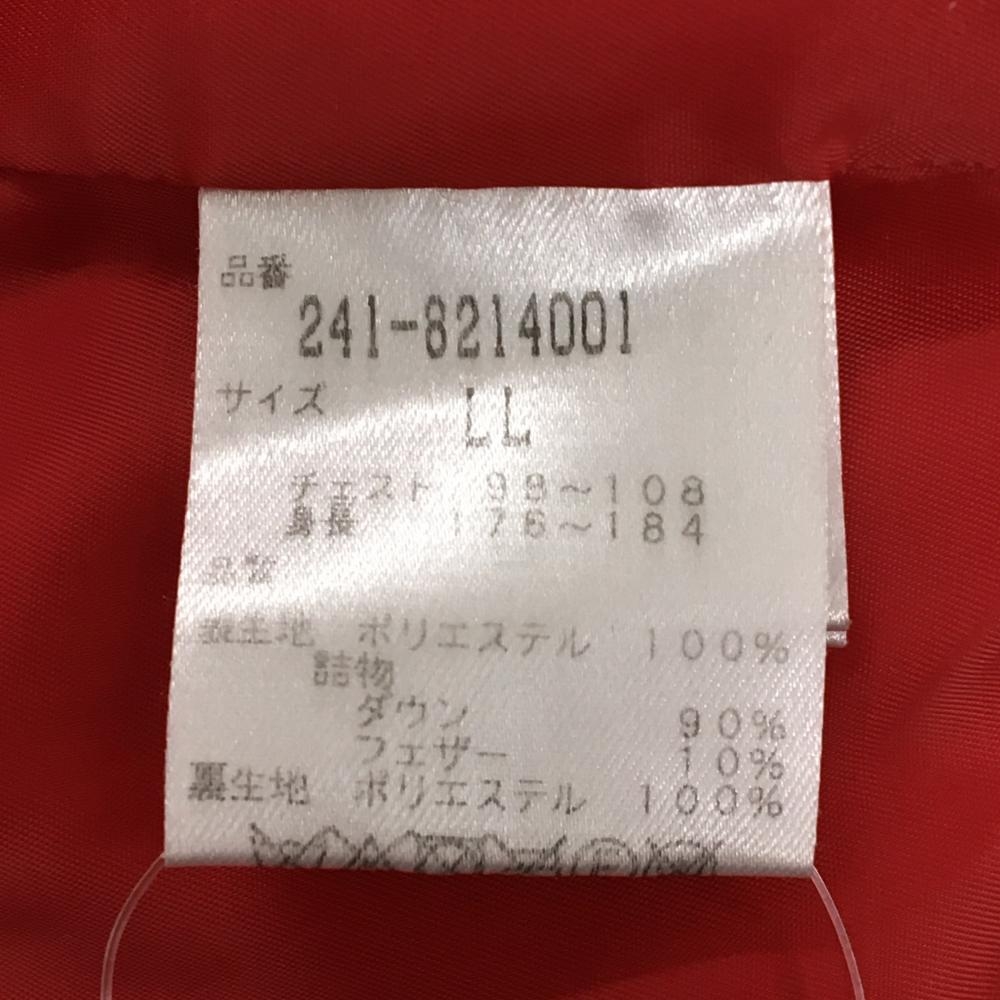 品番
241-8214001
サイズ LL
チェスト 98~108
身長 176~184
品質
表生地 ポリエステル 100%
詰物
ダウン 90%
フェザー 10%
裏生地 ポリエステル 100%